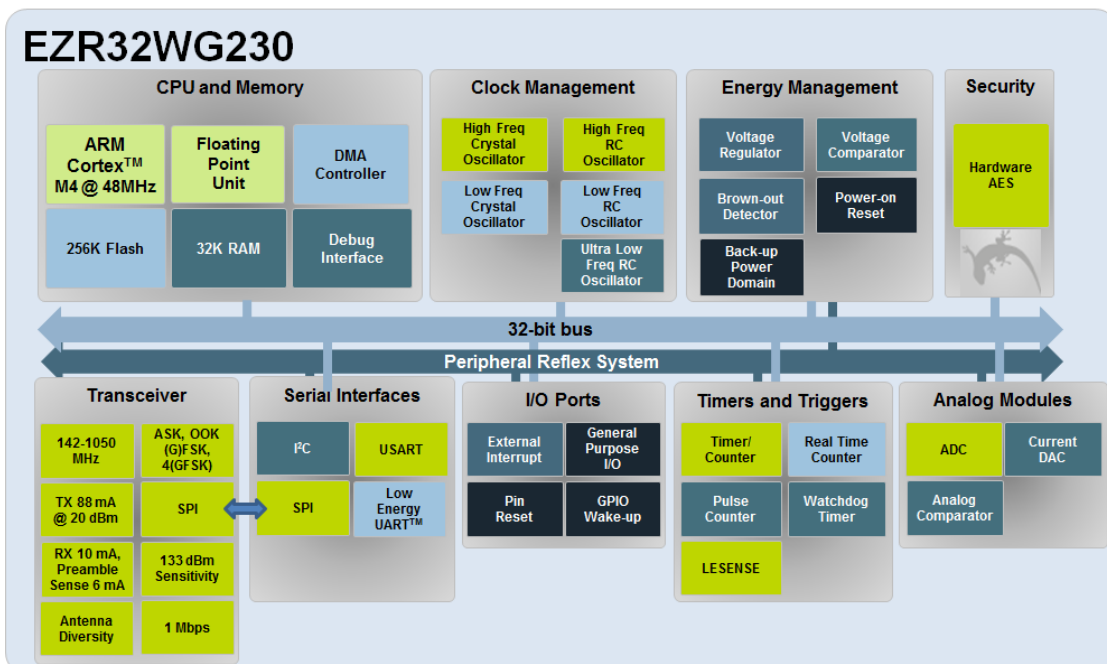 EZR32WG230
CPU and Memory
ARM
Cortex™
M4 @ 48MHz
Floating
Point
Unit
DMA
Controller
256K Flash
32K RAM
Debug
Interface
Clock Management
High Freq
Crystal
Oscillator
High Freq
RC
Oscillator
Low Freq
Crystal
Oscillator
Low Freq
RC
Oscillator
Ultra Low
Freq RC
Oscillator
Energy Management
Voltage
Regulator
Voltage
Comparator
Brown-out
Detector
Power-on
Reset
Back-up
Power
Domain
Security
Hardware
AES
32-bit bus
Peripheral Reflex System
Transceiver
142-1050
MHz
ASK, OOK
(G)FSK,
4(GFSK)
TX 88 mA
@ 20 dBm
SPI
RX 10 mA,
Preamble
Sense 6 mA
133 dBm
Sensitivity
Antenna
Diversity
1 Mbps
Serial Interfaces
I²C
USART
SPI
Low
Energy
UART™
I/O Ports
External
Interrupt
General
Purpose
I/O
Pin
Reset
GPIO
Wake-up
Timers and Triggers
Timer/
Counter
Real Time
Counter
Pulse
Counter
Watchdog
Timer
LESENSE
Analog Modules
ADC
Current
DAC
Analog
Comparator